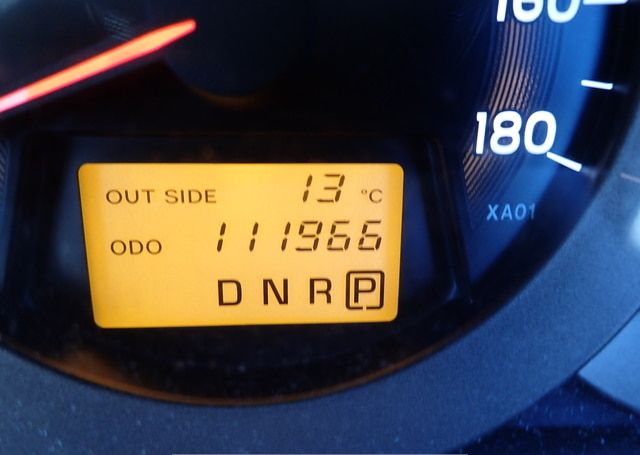 160
180
OUT SIDE 13 °C
XA01
ODO 111966
D N R P